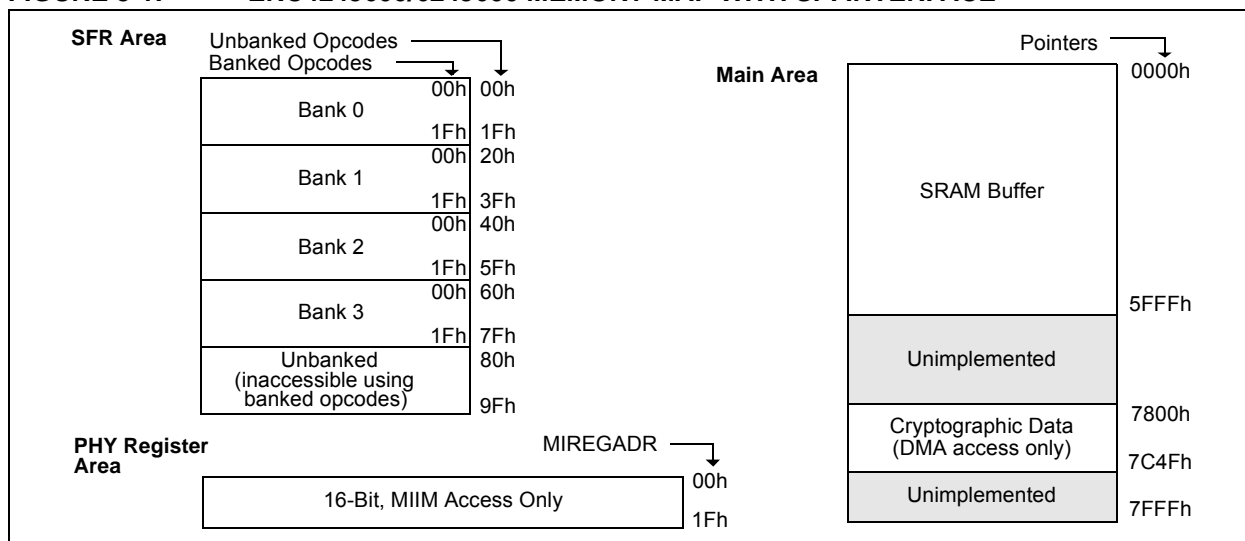 SFR Area
Unbanked Opcodes
Banked Opcodes
00h 00h
Bank 0
1Fh 1Fh
00h 20h
Bank 1
1Fh 3Fh
00h 40h
Bank 2
1Fh 5Fh
00h 60h
Bank 3
1Fh 7Fh
Unbanked 80h
(inaccessible using
banked opcodes)
9Fh
PHY Register
Area
MIREGADR
00h
16-Bit, MIIM Access Only
1Fh
Main Area
Pointers
0000h
SRAM Buffer
5FFFh
Unimplemented
7800h
Cryptographic Data
(DMA access only)
7C4Fh
Unimplemented
7FFFh